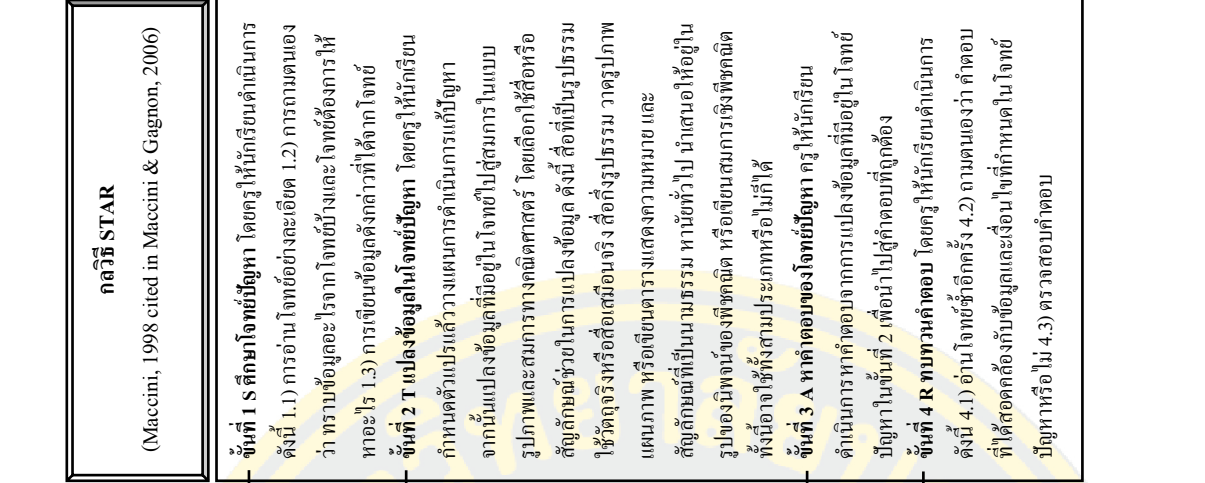 กลวิธี STAR
(Maccini, 1998 cited in Maccini & Gagnon, 2006)
ขั้นที่ 1 S ศึกษาโจทย์ปัญหา โดยครูให้นักเรียนดำเนินการ
ดังนี้ 1.1) การอ่านโจทย์อย่างละเอียด 1.2) การถามตนเอง
ว่า ทราบข้อมูลอะไรจากโจทย์บ้างและโจทย์ต้องการให้
หาอะไร 1.3) การเขียนข้อมูลดังกล่าวที่ได้จากโจทย์
ขั้นที่ 2 T แปลงข้อมูลในโจทย์ปัญหา โดยครูให้นักเรียน
กำหนดตัวแปรแล้ววางแผนการดำเนินการแก้ปัญหา
จากนั้นแปลงข้อมูลที่มีอยู่ในโจทย์ไปสู่สมการในแบบ
รูปภาพและสมการทางคณิตศาสตร์ โดยเลือกใช้สื่อหรือ
สัญลักษณ์ช่วยในการแปลงข้อมูล ดังนี้ สื่อที่เป็นรูปธรรม
ใช้วัตถุจริงหรือสื่อเสมือนจริง สื่อกึ่งรูปธรรม วาดรูปภาพ
แผนภาพ หรือเขียนตารางแสดงความหมาย และ
สัญลักษณ์ที่เป็นนามธรรม หานัยทั่วไป นำเสนอให้อยู่ใน
รูปของนิพจน์ของพีชคณิต หรือเขียนสมการเชิงพีชคณิต
ทั้งนี้อาจใช้ทั้งสามประเภทหรือไม่ก็ได้
ขั้นที่ 3 A หาคำตอบของโจทย์ปัญหา ครูให้นักเรียน
ดำเนินการหาคำตอบจากการแปลงข้อมูลที่มีอยู่ในโจทย์
ปัญหาในขั้นที่ 2 เพื่อนำไปสู่คำตอบที่ถูกต้อง
ขั้นที่ 4 R ทบทวนคำตอบ โดยครูให้นักเรียนดำเนินการ
ดังนี้ 4.1) อ่านโจทย์ซ้ำอีกครั้ง 4.2) ถามตนเองว่า คำตอบ
ที่ได้สอดคล้องกับข้อมูลและเงื่อนไขที่กำหนดในโจทย์
ปัญหาหรือไม่ 4.3) ตรวจสอบคำตอบ